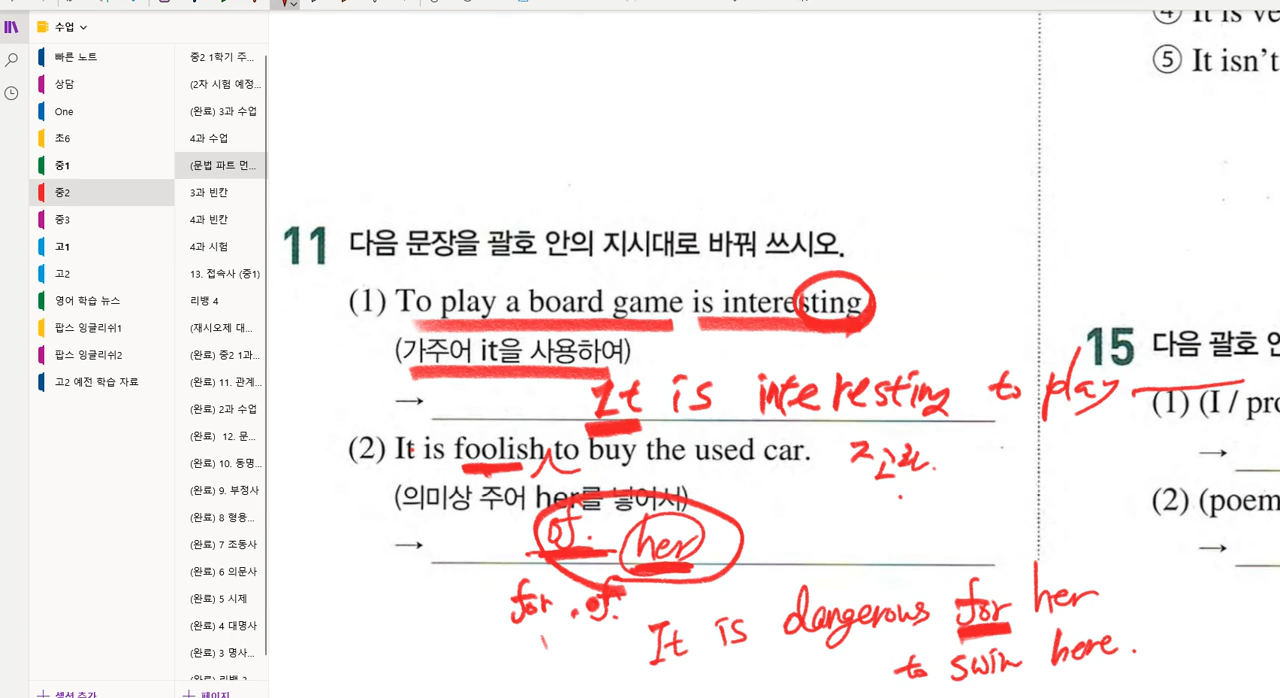 수업
빠른 노트
상담
One
초6
중1
중2
중3
고1
고2
영어 학습 뉴스
팝스 잉글리쉬1
팝스 잉글리쉬2
고2 예전 학습 자료
섹션 추가
중2 1학기 주...
(2차 시험 예정...
(완료) 3과 수업
4과 수업
(문법 파트 먼...
3과 빈칸
4과 빈칸
4과 시험
13. 접속사 (중1)
리뱅 4
(재시오제 대...
(완료) 중2 1과...
(완료) 11. 관계...
(완료) 2과 수업
(완료) 12. 문...
(완료) 10. 동명...
(완료) 9. 부정사
(완료) 8 형용...
(완료) 7 조동사
(완료) 6 의문사
(완료) 5 시제
(완료) 4 대명사
(완료) 3 명사...
페이지
11 다음 문장을 괄호 안의 지시대로 바꿔 쓰시오.
(1) To play a board game is interesting
(가주어 it을 사용하여)
→ It is interesting to play
(2) It is foolish to buy the used car.
(의미상 주어 her를 넣어서)
→ of. her
for . of.
It is dangerous for her
to swim here.
④ It is ve
⑤ It isn't
15 다음 괄호 안
(1) (I / pro
→
(2) (poem
→